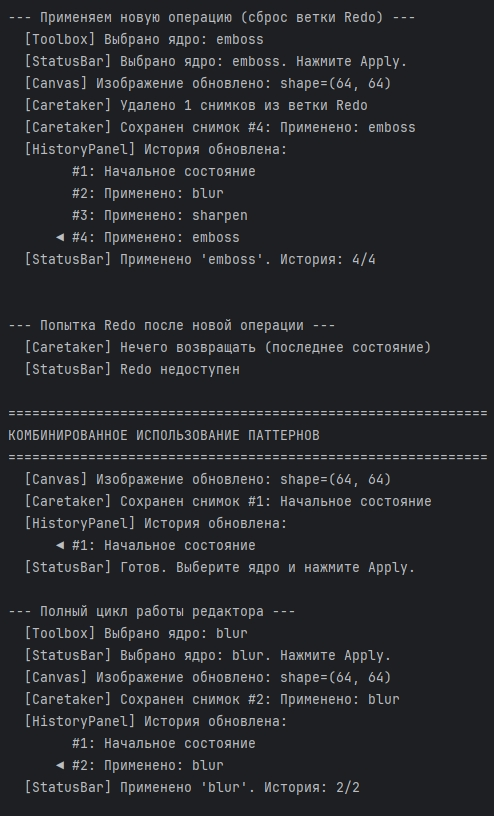 --- Применяем новую операцию (сброс ветки Redo) ---
[Toolbox] Выбрано ядро: emboss
[StatusBar] Выбрано ядро: emboss. Нажмите Apply.
[Canvas] Изображение обновлено: shape=(64, 64)
[Caretaker] Удалено 1 снимков из ветки Redo
[Caretaker] Сохранен снимок #4: Применено: emboss
[HistoryPanel] История обновлена:
#1: Начальное состояние
#2: Применено: blur
#3: Применено: sharpen
◄ #4: Применено: emboss
[StatusBar] Применено 'emboss'. История: 4/4
--- Попытка Redo после новой операции ---
[Caretaker] Нечего возвращать (последнее состояние)
[StatusBar] Redo недоступен
============================================================
КОМБИНИРОВАННОЕ ИСПОЛЬЗОВАНИЕ ПАТТЕРНОВ
============================================================
[Canvas] Изображение обновлено: shape=(64, 64)
[Caretaker] Сохранен снимок #1: Начальное состояние
[HistoryPanel] История обновлена:
◄ #1: Начальное состояние
[StatusBar] Готов. Выберите ядро и нажмите Apply.
--- Полный цикл работы редактора ---
[Toolbox] Выбрано ядро: blur
[StatusBar] Выбрано ядро: blur. Нажмите Apply.
[Canvas] Изображение обновлено: shape=(64, 64)
[Caretaker] Сохранен снимок #2: Применено: blur
[HistoryPanel] История обновлена:
#1: Начальное состояние
◄ #2: Применено: blur
[StatusBar] Применено 'blur'. История: 2/2